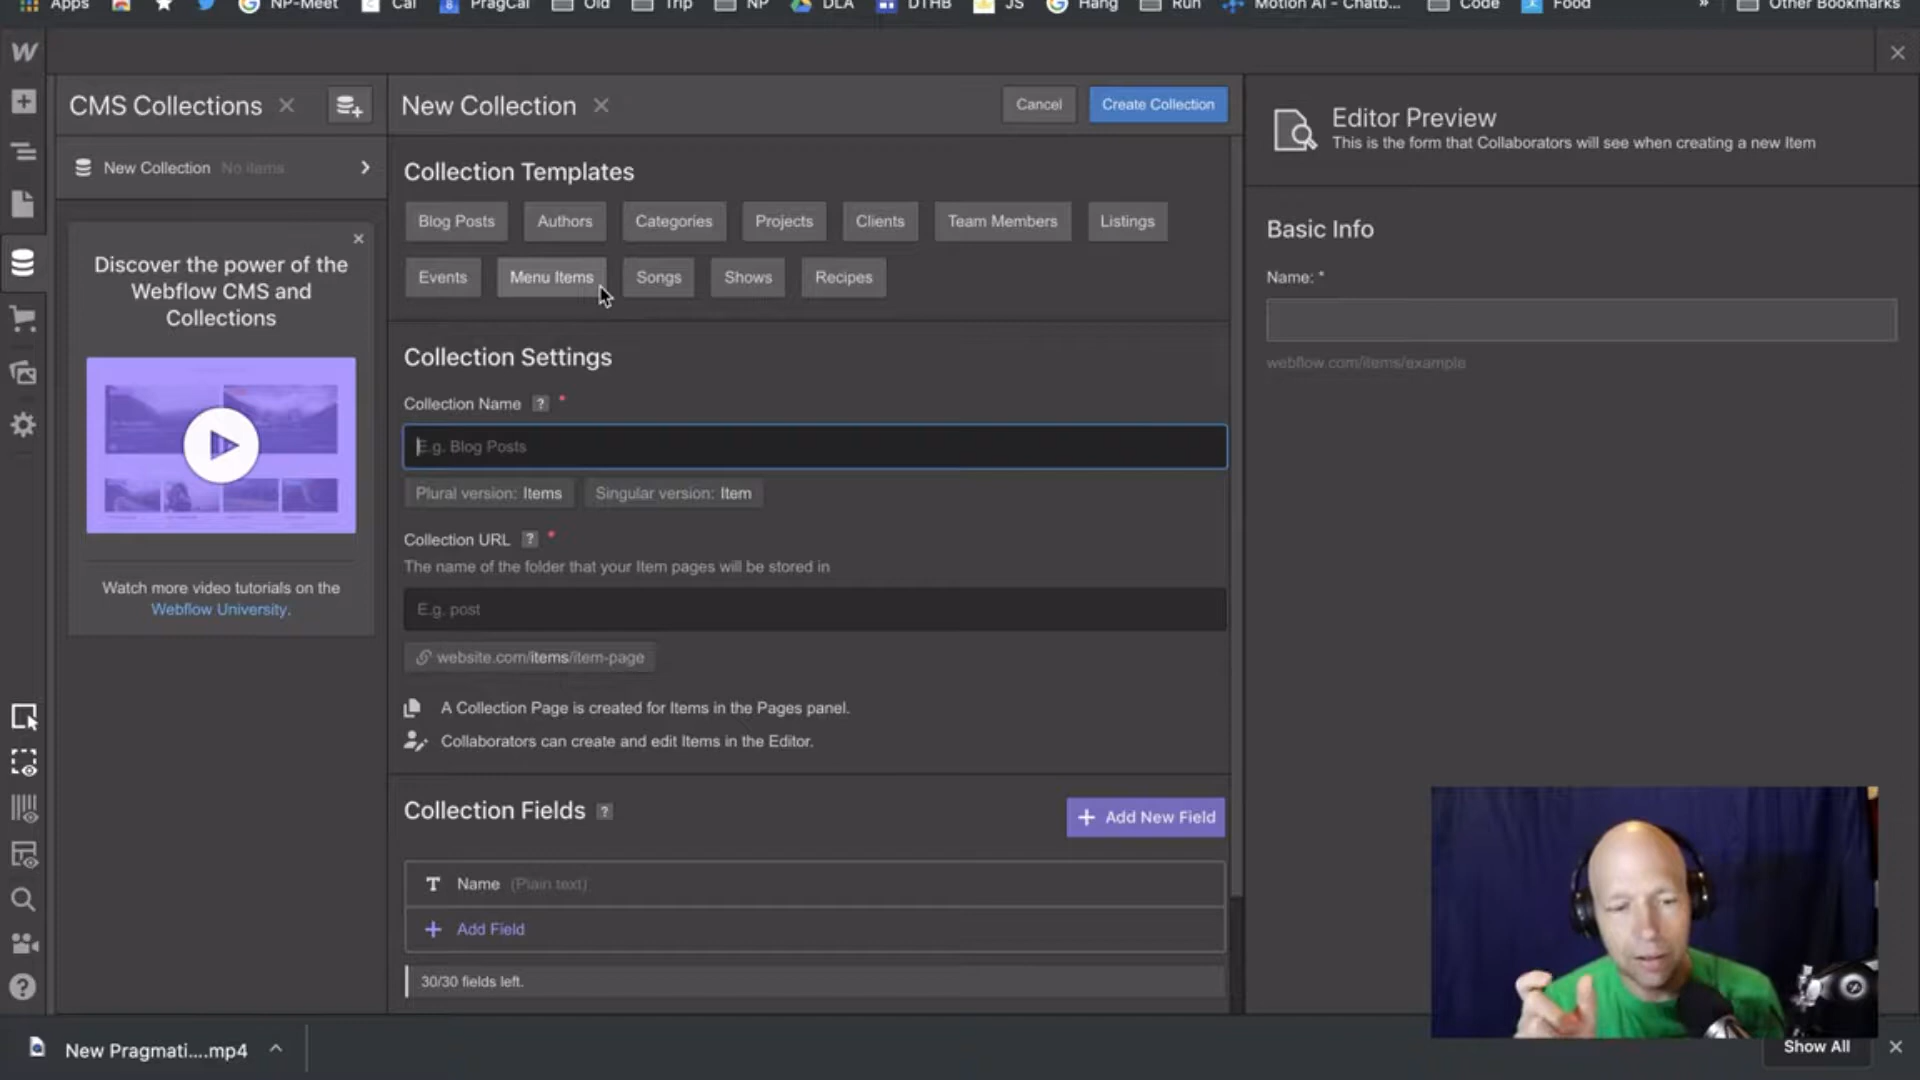 Apps NP-Meet Cal PragCal Old Trip NP DLA DTHB JS Hang Run Motion AI - Chatb... Code Food » Other Bookmarks
CMS Collections
New Collection
Cancel
Create Collection
Editor Preview
This is the form that Collaborators will see when creating a new Item
New Collection No items
Collection Templates
Blog Posts Authors Categories Projects Clients Team Members Listings
Events Menu Items Songs Shows Recipes
Discover the power of the
Webflow CMS and
Collections
Watch more video tutorials on the
Webflow University.
Basic Info
Name: *
webflow.com/items/example
Collection Settings
Collection Name ? *
E.g. Blog Posts
Plural version: Items Singular version: Item
Collection URL ? *
The name of the folder that your Item pages will be stored in
E.g. post
website.com/items/item-page
A Collection Page is created for Items in the Pages panel.
Collaborators can create and edit Items in the Editor.
Collection Fields ?
+ Add New Field
T Name (Plain text)
+ Add Field
30/30 fields left.
New Pragmati....mp4
Show All